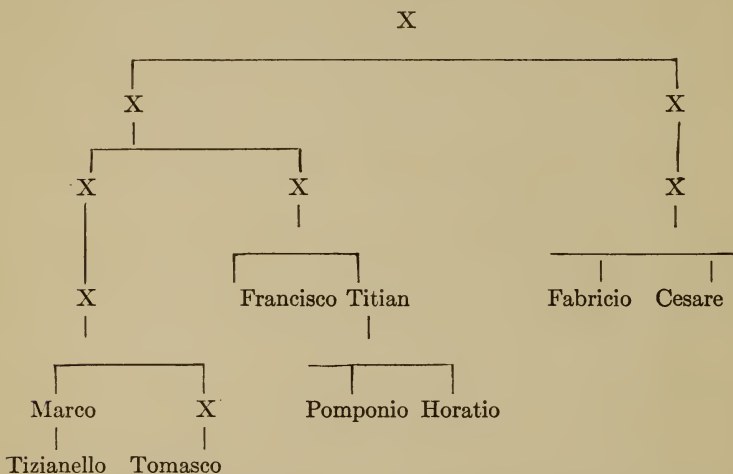 X
X X
X X X
X Francisco Titian Fabricio Cesare
Marco X Pomponio Horatio
Tizianello Tomasco